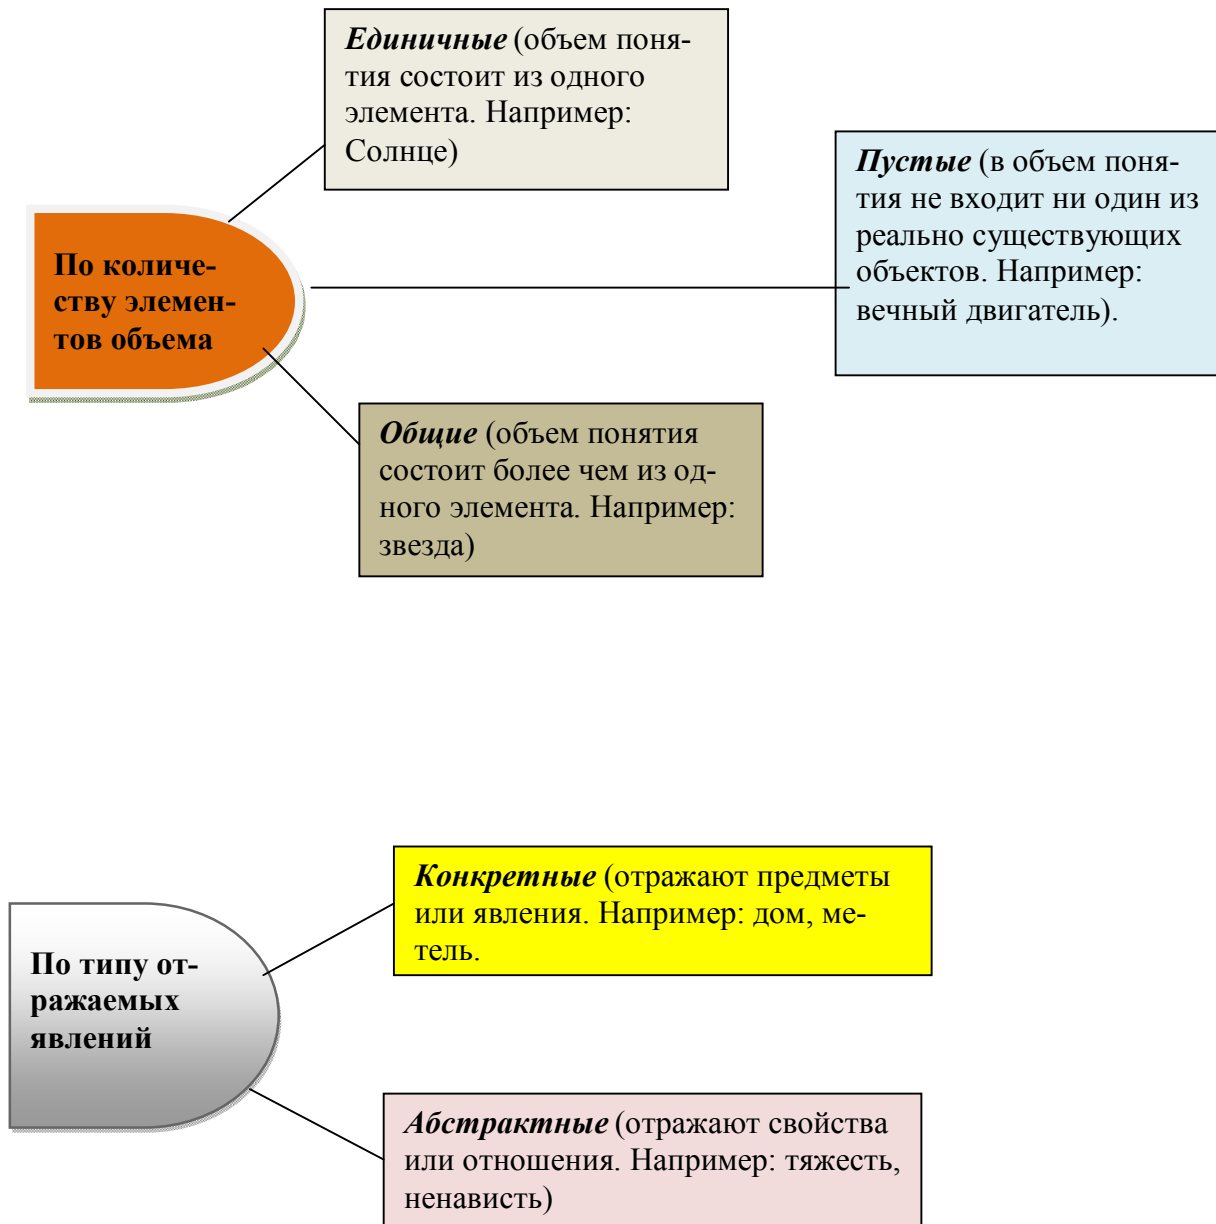 Единичные (объем поня-
тия состоит из одного
элемента. Например:
Солнце)
Пустые (в объем поня-
тия не входит ни один из
реально существующих
объектов. Например:
вечный двигатель).
По количе-
ству элемен-
тов объема
Общие (объем понятия
состоит более чем из од-
ного элемента. Например:
звезда)
Конкретные (отражают предметы
или явления. Например: дом, ме-
тель.
По типу от-
ражаемых
явлений
Абстрактные (отражают свойства
или отношения. Например: тяжесть,
ненависть)